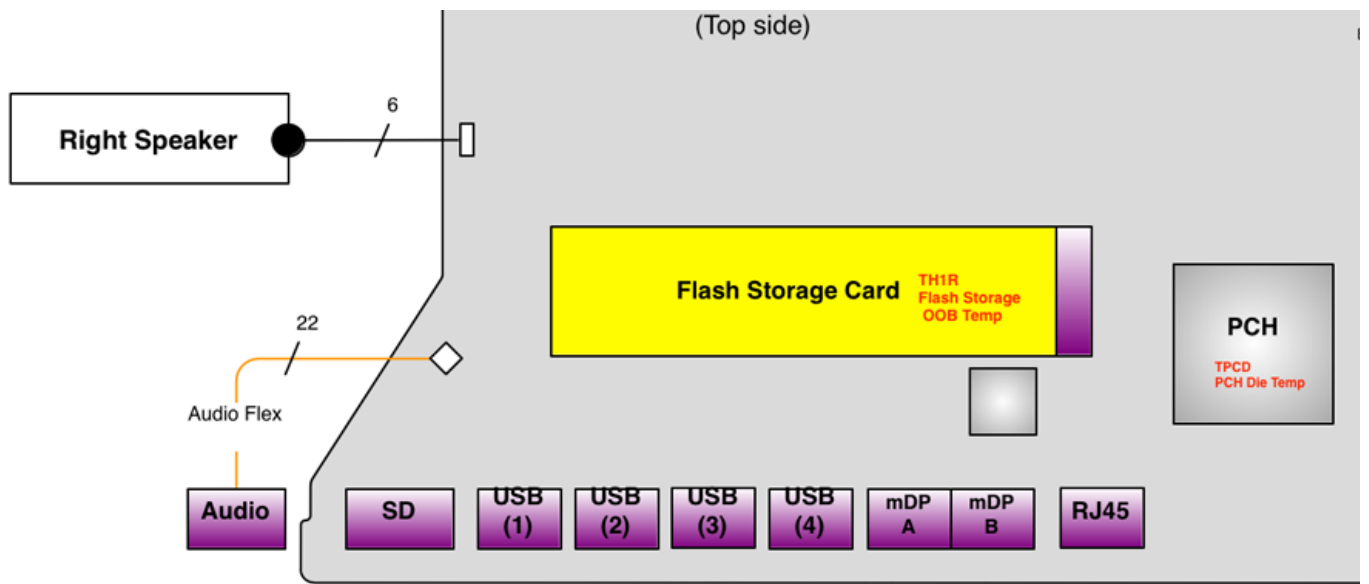 (Top side)
E
6
Right Speaker
Flash Storage Card
TH1R
Flash Storage
OOB Temp
PCH
TPCD
PCH Die Temp
22
Audio Flex
Audio
SD
USB
(1)
USB
(2)
USB
(3)
USB
(4)
mDP
A
mDP
B
RJ45